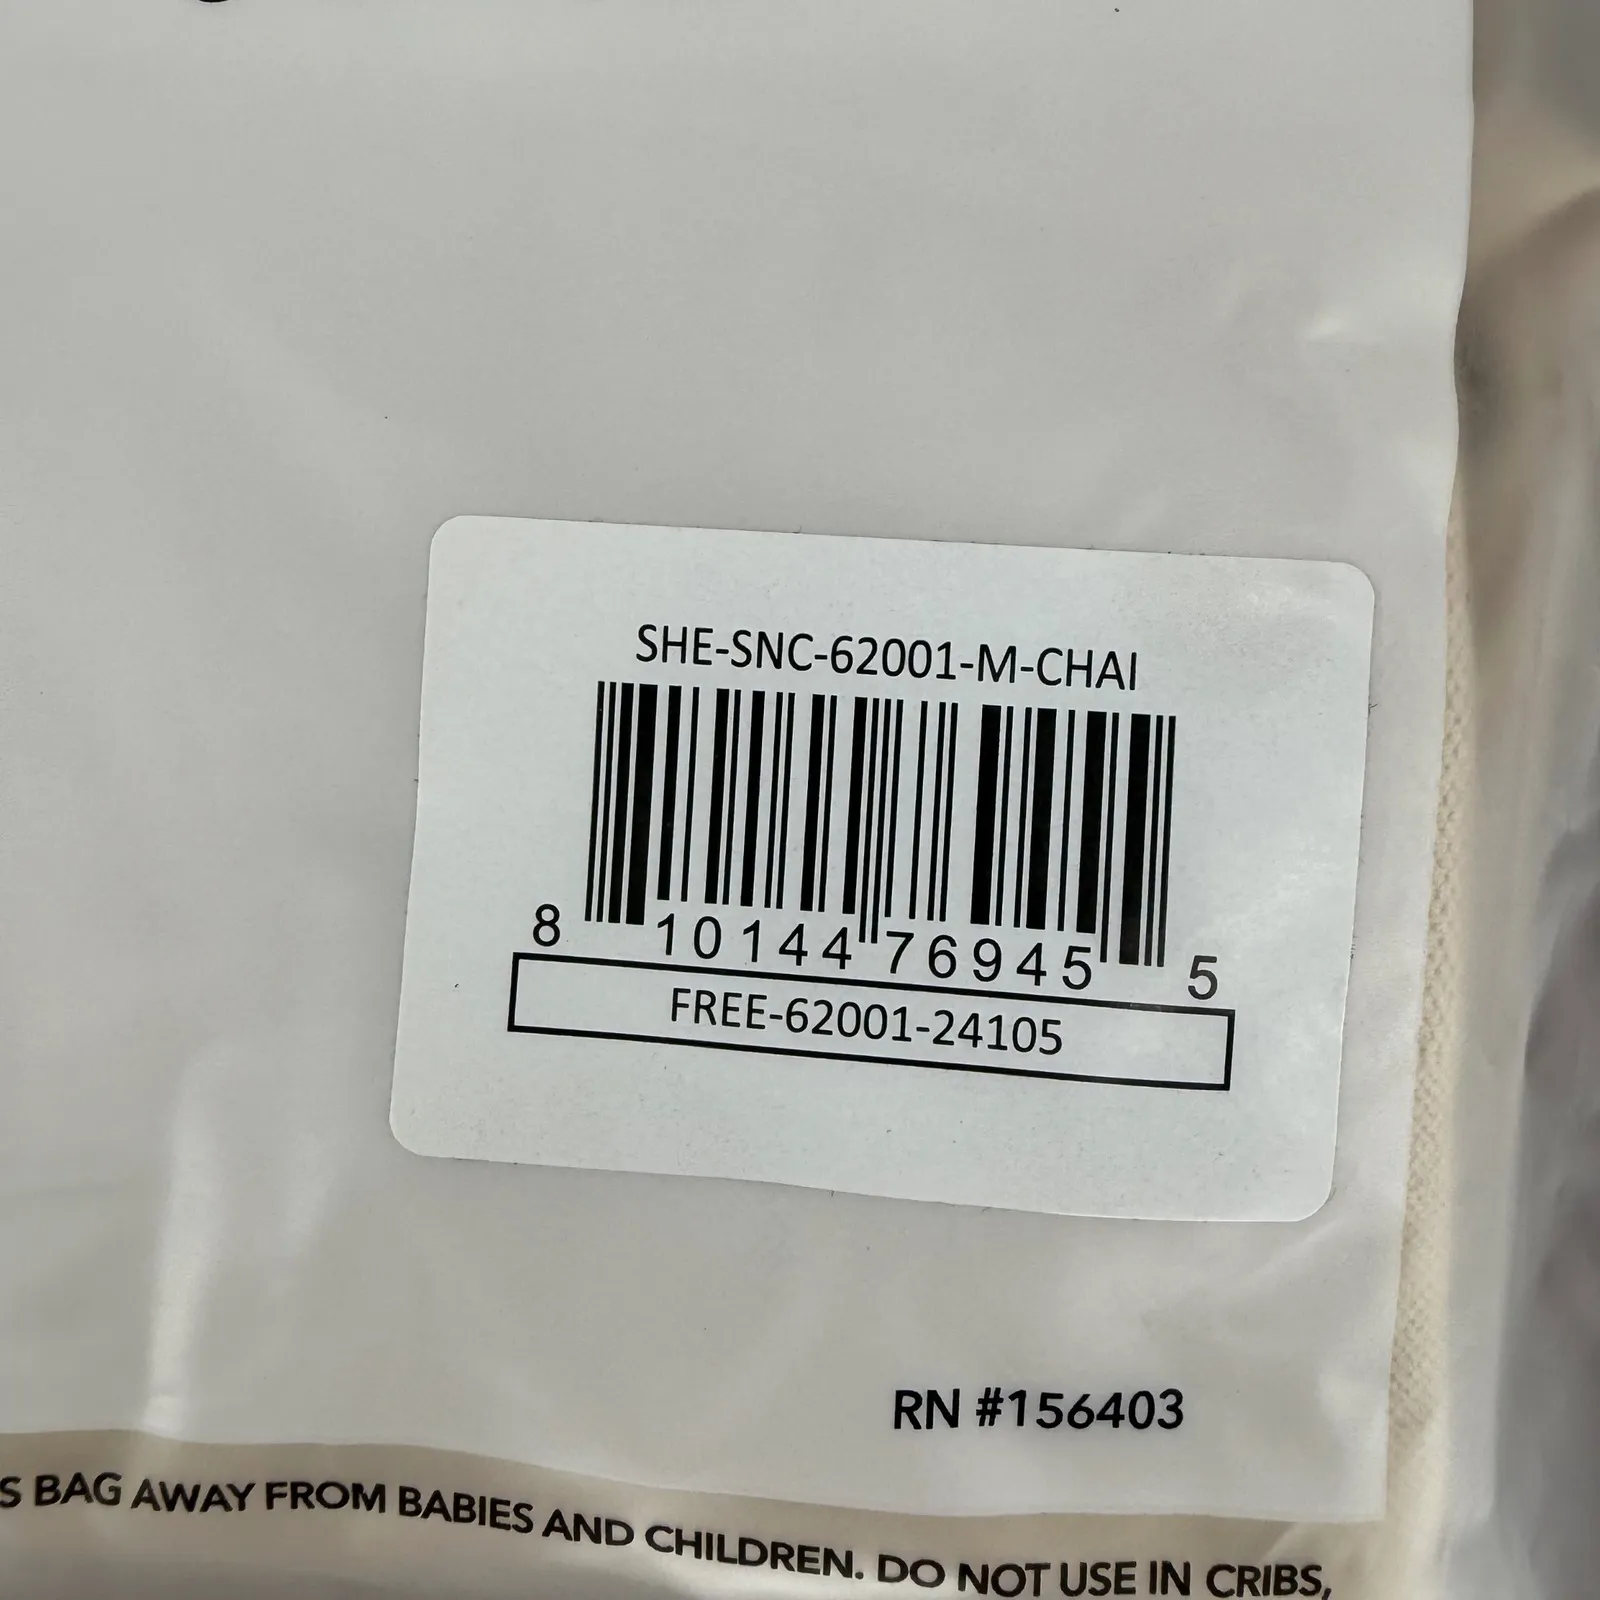 SHE-SNC-62001-M-CHAI
8 10144 76945 5
FREE-62001-24105
RN #156403
S BAG AWAY FROM BABIES AND CHILDREN. DO NOT USE IN CRIBS,